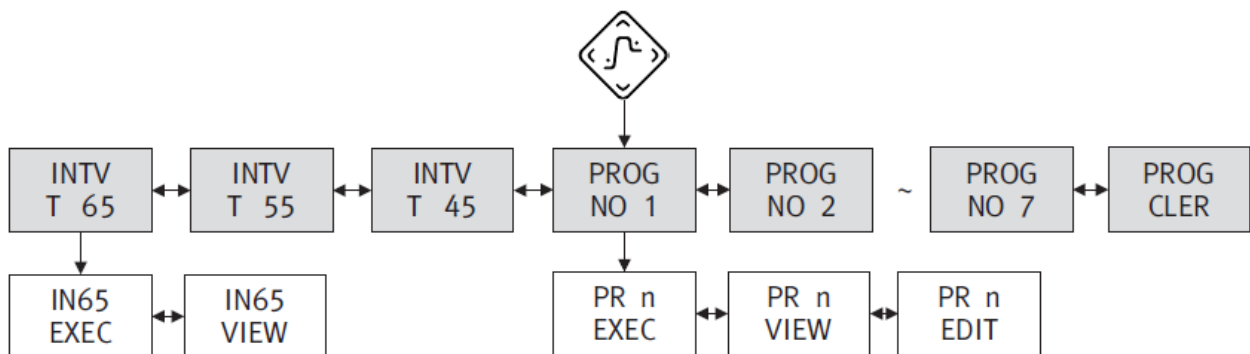 INTV
T 65
INTV
T 55
INTV
T 45
PROG
NO 1
PROG
NO 2
~
PROG
NO 7
PROG
CLER
IN65
EXEC
IN65
VIEW
PR n
EXEC
PR n
VIEW
PR n
EDIT